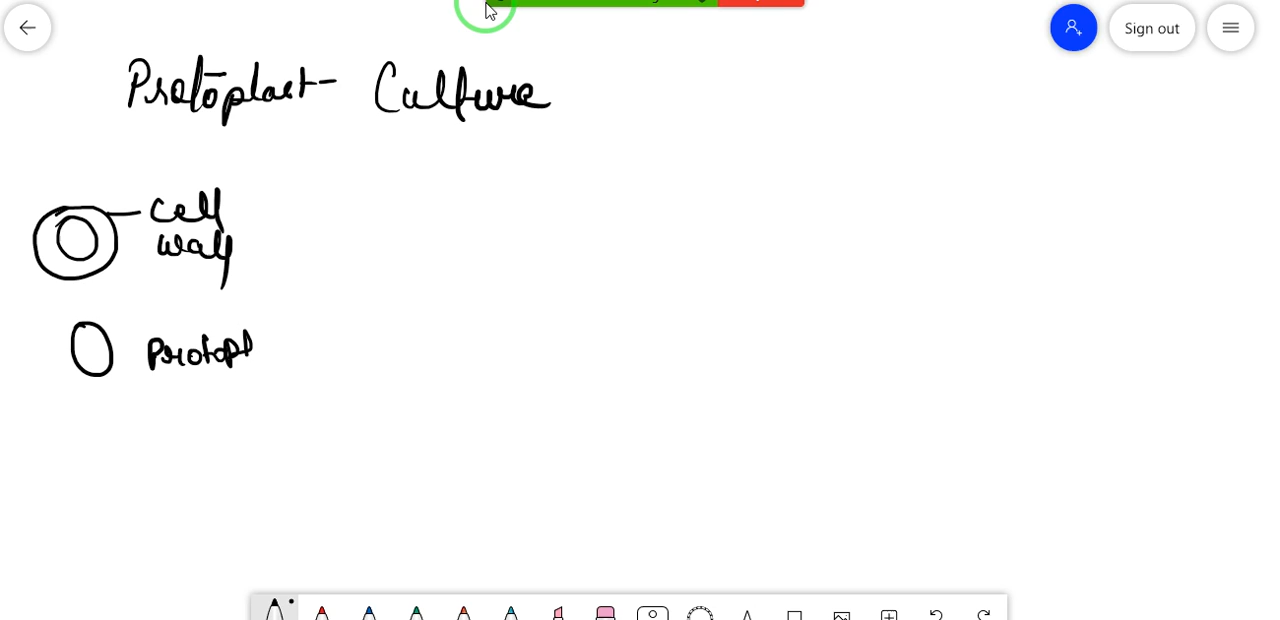 Sign out
Protoplast Culture
cell
wall
Protopl